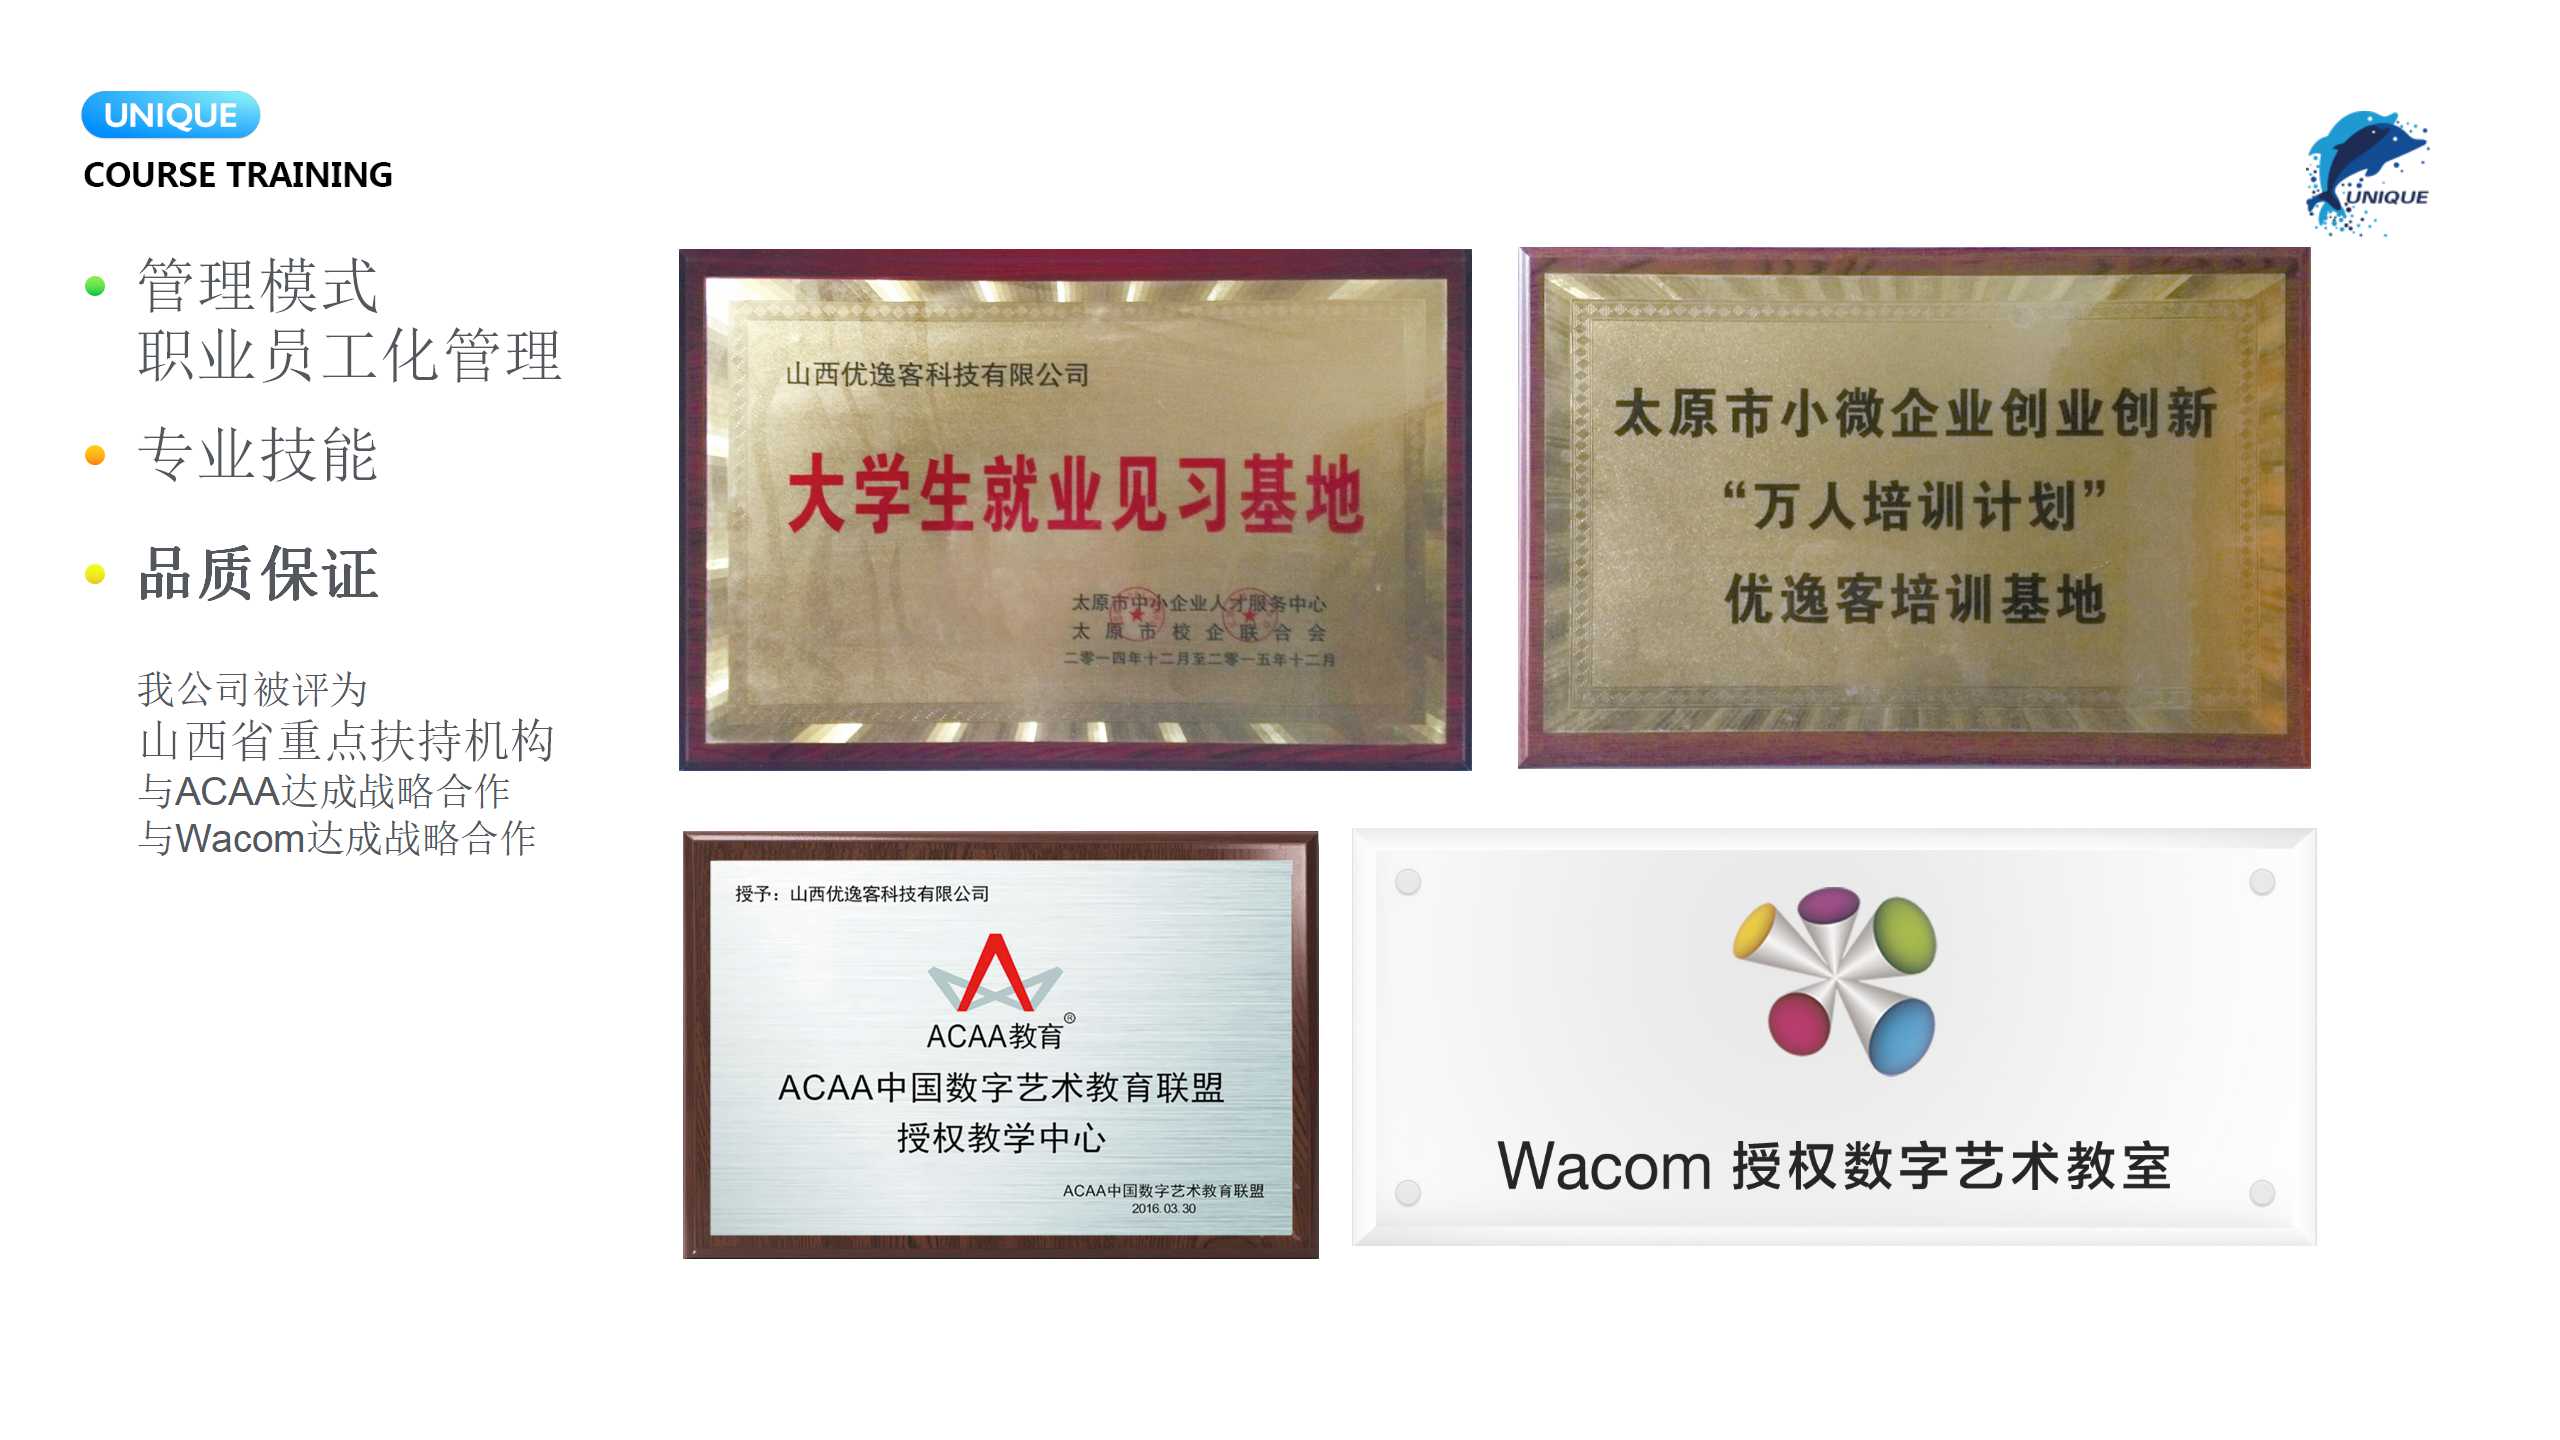 UNIQUE
COURSE TRAINING
UNIQUE
管理模式
职业员工化管理
专业技能
品质保证
我公司被评为
山西省重点扶持机构
与ACAA达成战略合作
与Wacom达成战略合作
山西优逸客科技有限公司
大学生就业见习基地
太原市中小企业人才服务中心
太原市校企联合会
二零一四年十二月至二零一五年十二月
太原市小微企业创业创新
“万人培训计划”
优逸客培训基地
授予：山西优逸客科技有限公司
ACAA教育®
ACAA中国数字艺术教育联盟
授权教学中心
ACAA中国数字艺术教育联盟
2016.03.30
Wacom 授权数字艺术教室